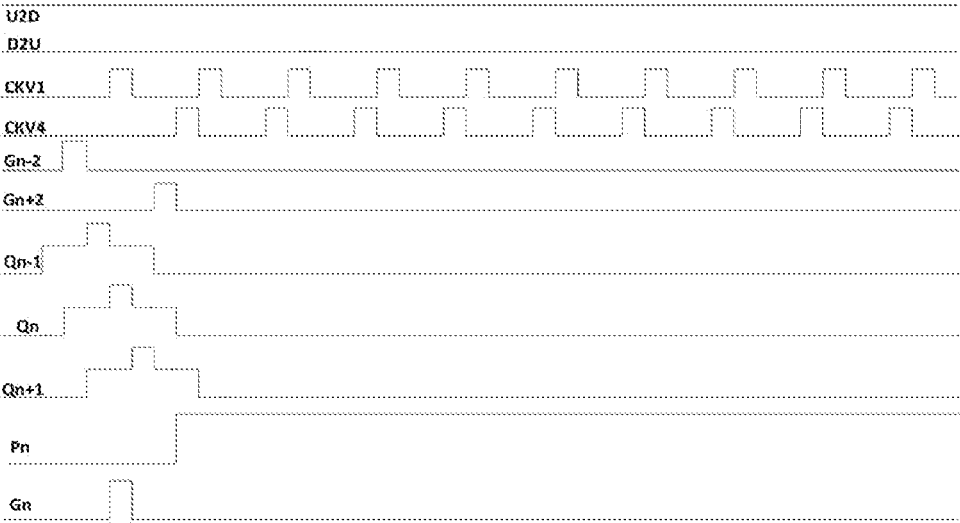 U2D
D2U
CKV1
CKV4
Gn-2
Gn+2
Qn-1
Qn
Qn+1
Pn
Gn